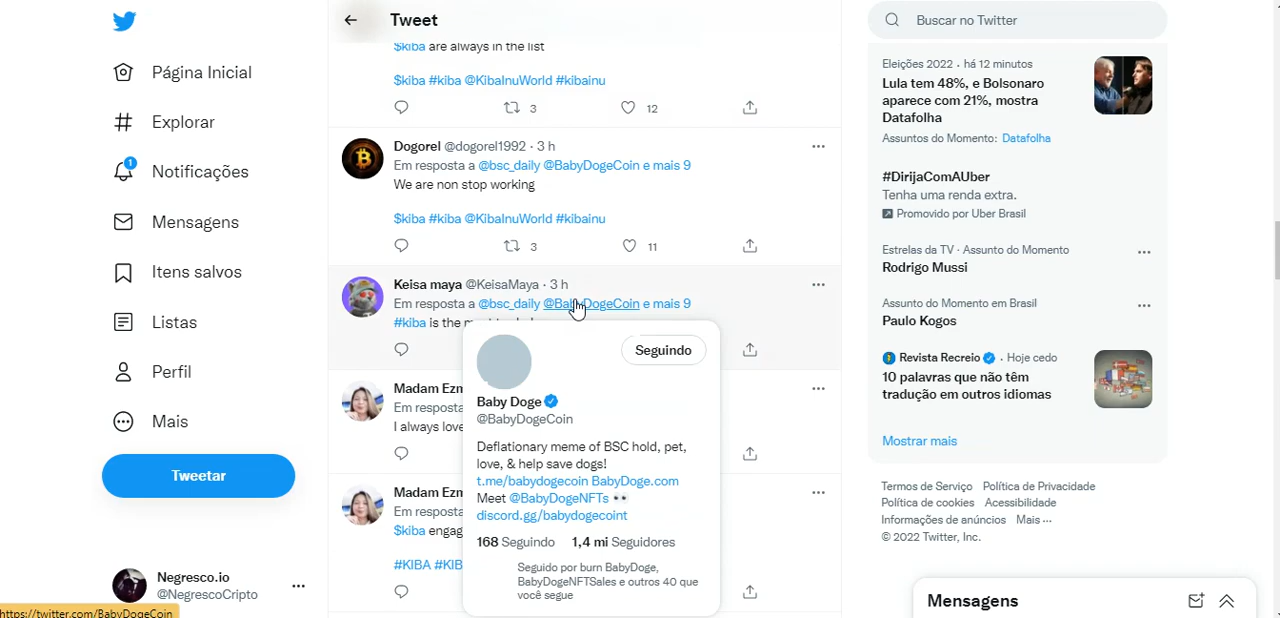 Página Inicial
Explorar
1
Notificações
Mensagens
Itens salvos
Listas
Perfil
Mais
Tweetar
Negresco.io
@NegrescoCripto
https://twitter.com/BabyDogeCoin
Tweet
$kiba are always in the list
$kiba #kiba @KibaInuWorld #kibainu
3 12
Dogorel @dogorel1992 · 3 h
Em resposta a @bsc_daily @BabyDogeCoin e mais 9
We are non stop working
$kiba #kiba @KibaInuWorld #kibainu
3 11
Keisa maya @KeisaMaya · 3 h
Em resposta a @bsc_daily @BabyDogeCoin e mais 9
#kiba is the
Madam Ezm
Em resposta
I always love
Madam Ezm
Em resposta
$kiba engag
#KIBA #KIB
Seguindo
Baby Doge
@BabyDogeCoin
Deflationary meme of BSC hold, pet,
love, & help save dogs!
t.me/babydogecoin BabyDoge.com
Meet @BabyDogeNFTs 👀
discord.gg/babydogecoint
168 Seguindo 1,4 mi Seguidores
Seguido por burn BabyDoge,
BabyDogeNFTSales e outros 40 que
você segue
Buscar no Twitter
Eleições 2022 · há 12 minutos
Lula tem 48%, e Bolsonaro
aparece com 21%, mostra
Datafolha
Assuntos do Momento: Datafolha
#DirijaComAUber
Tenha uma renda extra.
Promovido por Uber Brasil
Estrelas da TV · Assunto do Momento
Rodrigo Mussi
Assunto do Momento em Brasil
Paulo Kogos
Revista Recreio · Hoje cedo
10 palavras que não têm
tradução em outros idiomas
Mostrar mais
Termos de Serviço Política de Privacidade
Política de cookies Acessibilidade
Informações de anúncios Mais ···
© 2022 Twitter, Inc.
Mensagens